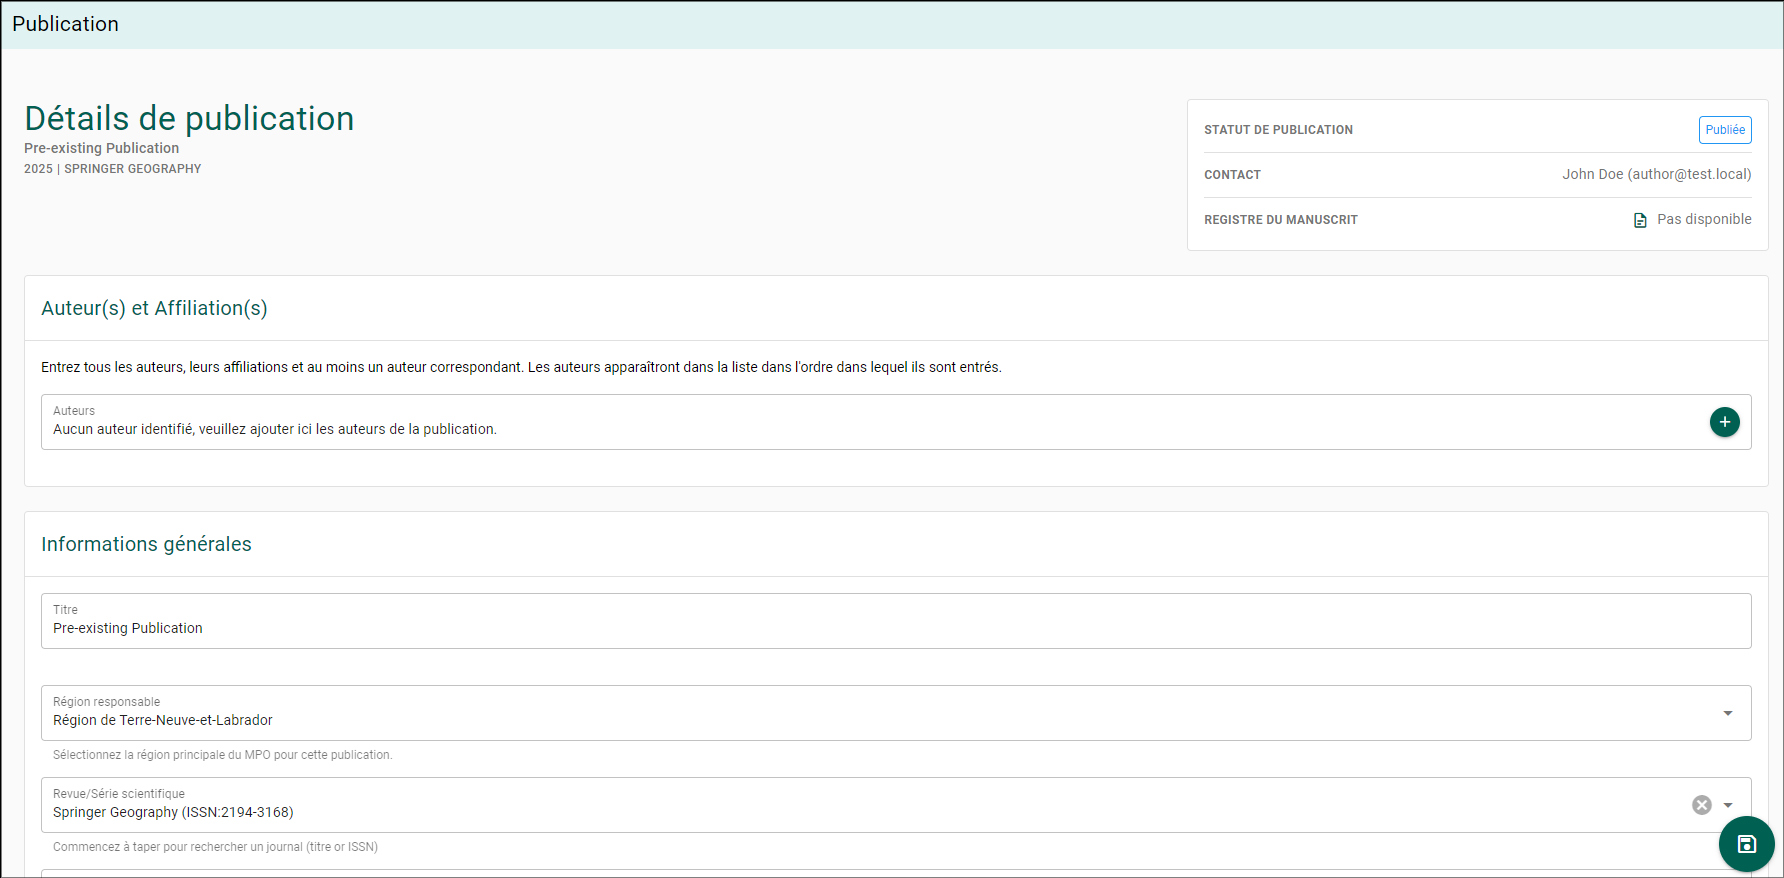 Publication
Détails de publication
Pre-existing Publication
2025 | SPRINGER GEOGRAPHY
STATUT DE PUBLICATION
Publiée
CONTACT
John Doe (author@test.local)
REGISTRE DU MANUSCRIT
Pas disponible
Auteur(s) et Affiliation(s)
Entrez tous les auteurs, leurs affiliations et au moins un auteur correspondant. Les auteurs apparaîtront dans la liste dans l'ordre dans lequel ils sont entrés.
Auteurs
Aucun auteur identifié, veuillez ajouter ici les auteurs de la publication.
Informations générales
Titre
Pre-existing Publication
Région responsable
Région de Terre-Neuve-et-Labrador
Sélectionnez la région principale du MPO pour cette publication.
Revue/Série scientifique
Springer Geography (ISSN:2194-3168)
Commencez à taper pour rechercher un journal (titre or ISSN)